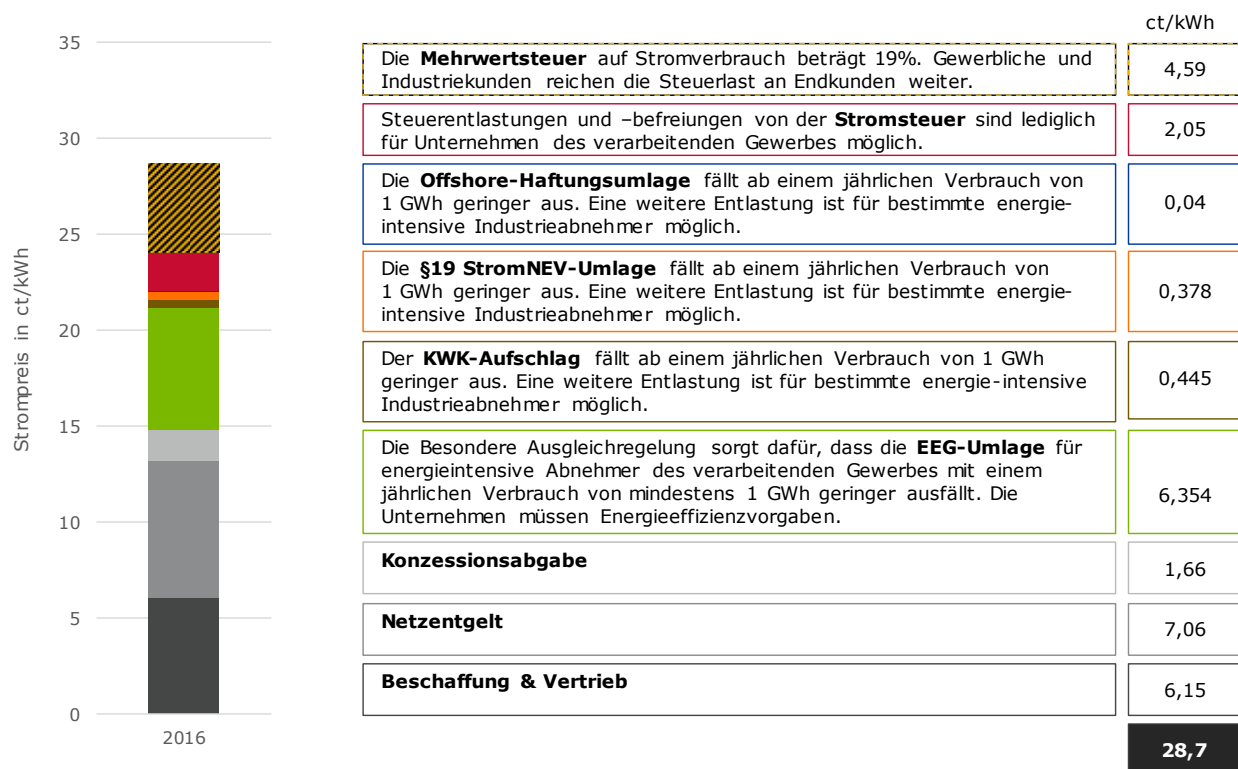 ct/kWh
35
30
25
20
15
10
5
0
Strompreis in ct/kWh
2016
Die Mehrwertsteuer auf Stromverbrauch beträgt 19%. Gewerbliche und
Industriekunden reichen die Steuerlast an Endkunden weiter.
4,59
Steuerentlastungen und –befreiungen von der Stromsteuer sind lediglich
für Unternehmen des verarbeitenden Gewerbes möglich.
2,05
Die Offshore-Haftungsumlage fällt ab einem jährlichen Verbrauch von
1 GWh geringer aus. Eine weitere Entlastung ist für bestimmte energie-
intensive Industrieabnehmer möglich.
0,04
Die §19 StromNEV-Umlage fällt ab einem jährlichen Verbrauch von
1 GWh geringer aus. Eine weitere Entlastung ist für bestimmte energie-
intensive Industrieabnehmer möglich.
0,378
Der KWK-Aufschlag fällt ab einem jährlichen Verbrauch von 1 GWh
geringer aus. Eine weitere Entlastung ist für bestimmte energie-intensive
Industrieabnehmer möglich.
0,445
Die Besondere Ausgleichregelung sorgt dafür, dass die EEG-Umlage für
energieintensive Abnehmer des verarbeitenden Gewerbes mit einem
jährlichen Verbrauch von mindestens 1 GWh geringer ausfällt. Die
Unternehmen müssen Energieeffizienzvorgaben.
6,354
Konzessionsabgabe
1,66
Netzentgelt
7,06
Beschaffung & Vertrieb
6,15
28,7